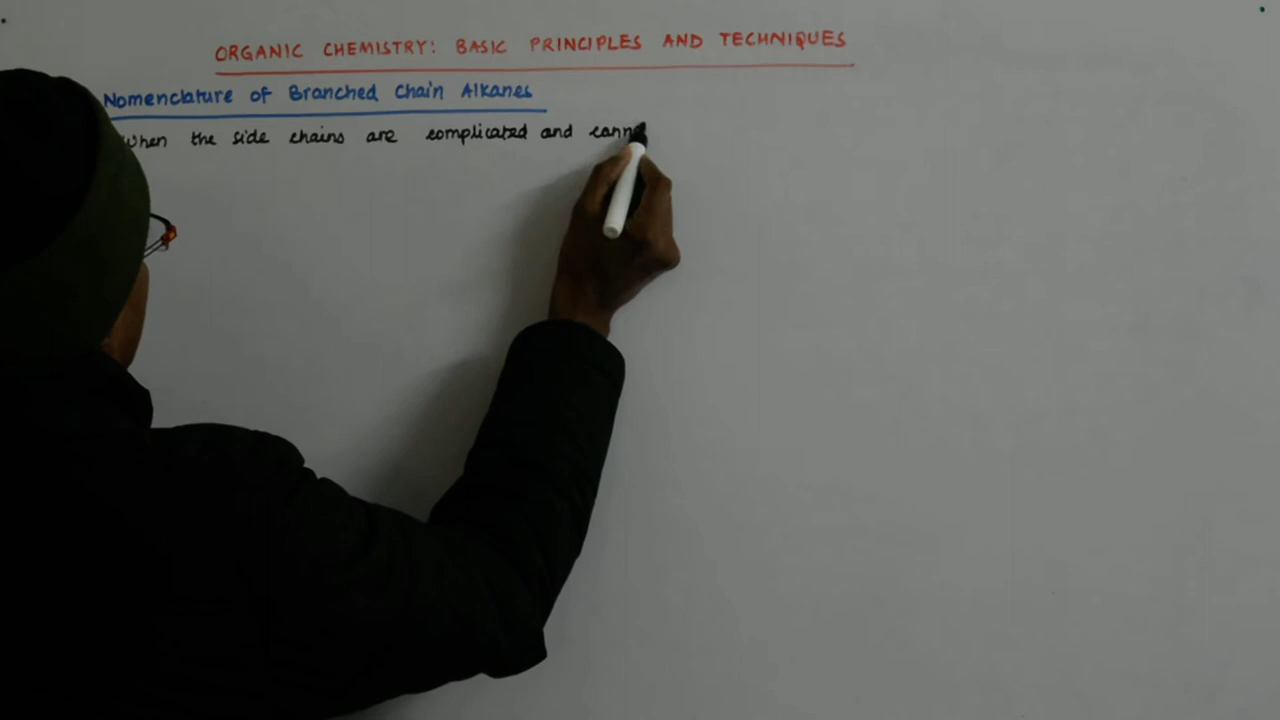 ORGANIC CHEMISTRY: BASIC PRINCIPLES AND TECHNIQUES
Nomenclature of Branched Chain Alkanes
When the side chains are complicated and